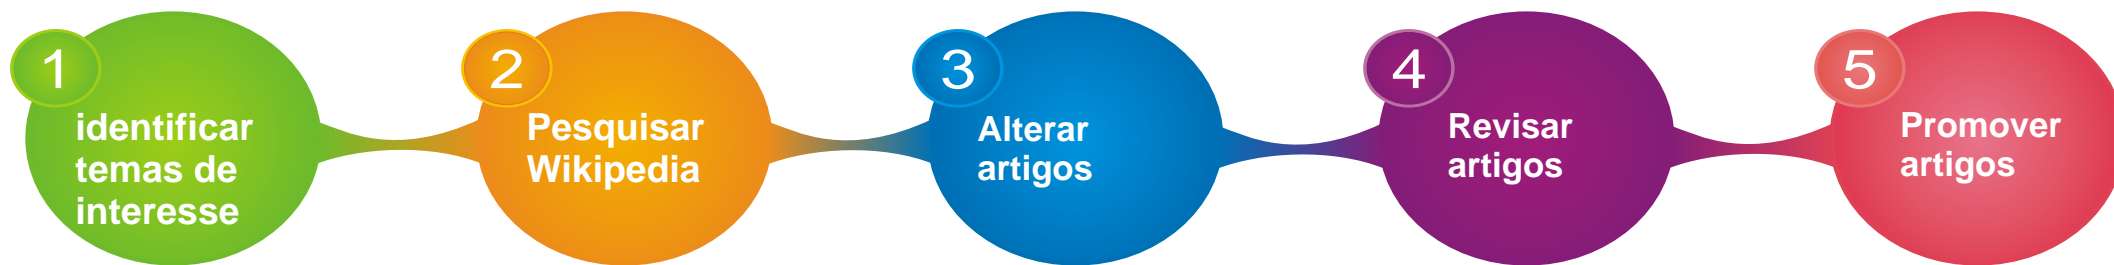 1
identificar
temas de
interesse
2
Pesquisar
Wikipedia
3
Alterar
artigos
4
Revisar
artigos
5
Promover
artigos